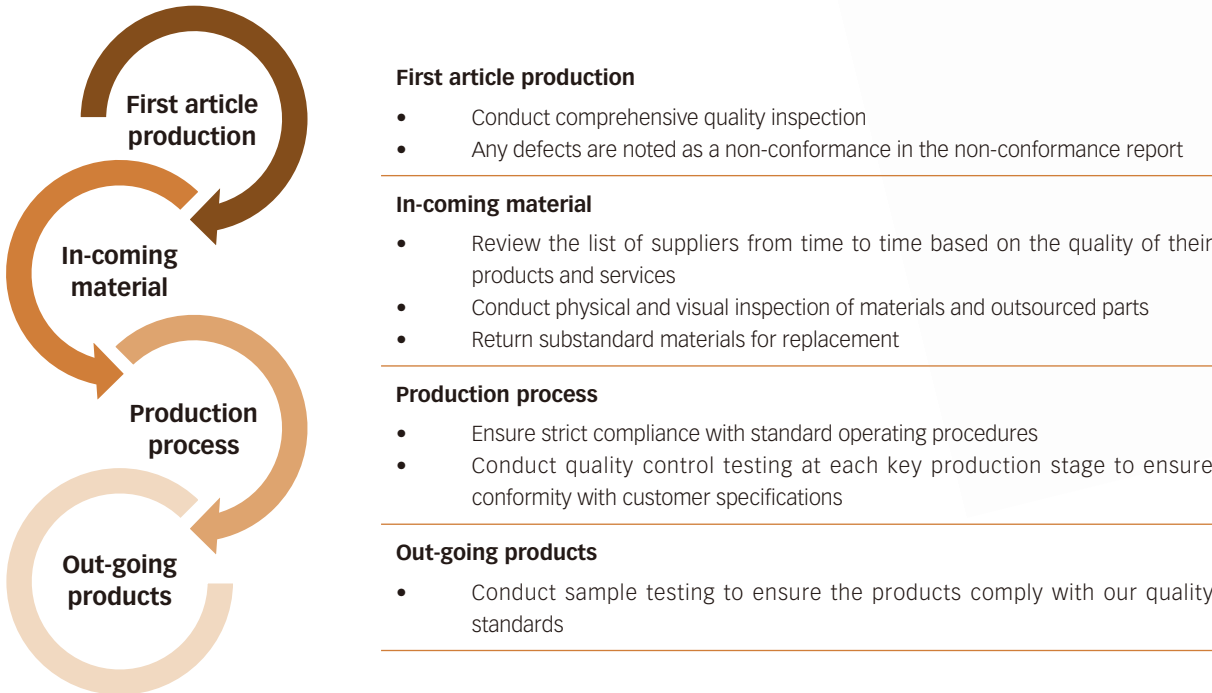 First article
production
In-coming
material
Production
process
Out-going
products
First article production
• Conduct comprehensive quality inspection
• Any defects are noted as a non-conformance in the non-conformance report
In-coming material
• Review the list of suppliers from time to time based on the quality of their
products and services
• Conduct physical and visual inspection of materials and outsourced parts
• Return substandard materials for replacement
Production process
• Ensure strict compliance with standard operating procedures
• Conduct quality control testing at each key production stage to ensure
conformity with customer specifications
Out-going products
• Conduct sample testing to ensure the products comply with our quality
standards